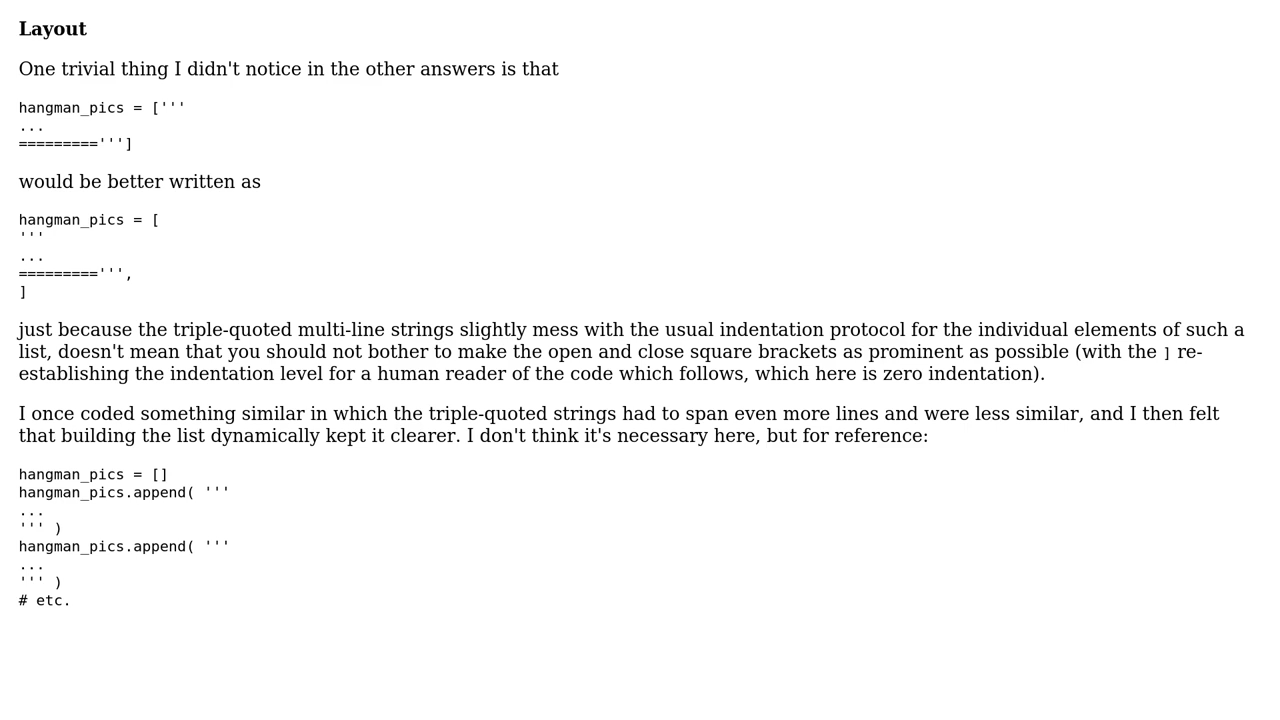 Layout
One trivial thing I didn't notice in the other answers is that
hangman_pics = ['''
...
=========''']
would be better written as
hangman_pics = [
'''
...
=========''',
]
just because the triple-quoted multi-line strings slightly mess with the usual indentation protocol for the individual elements of such a
list, doesn't mean that you should not bother to make the open and close square brackets as prominent as possible (with the ] re-
establishing the indentation level for a human reader of the code which follows, which here is zero indentation).
I once coded something similar in which the triple-quoted strings had to span even more lines and were less similar, and I then felt
that building the list dynamically kept it clearer. I don't think it's necessary here, but for reference:
hangman_pics = []
hangman_pics.append( '''
...
''' )
hangman_pics.append( '''
...
''' )
# etc.